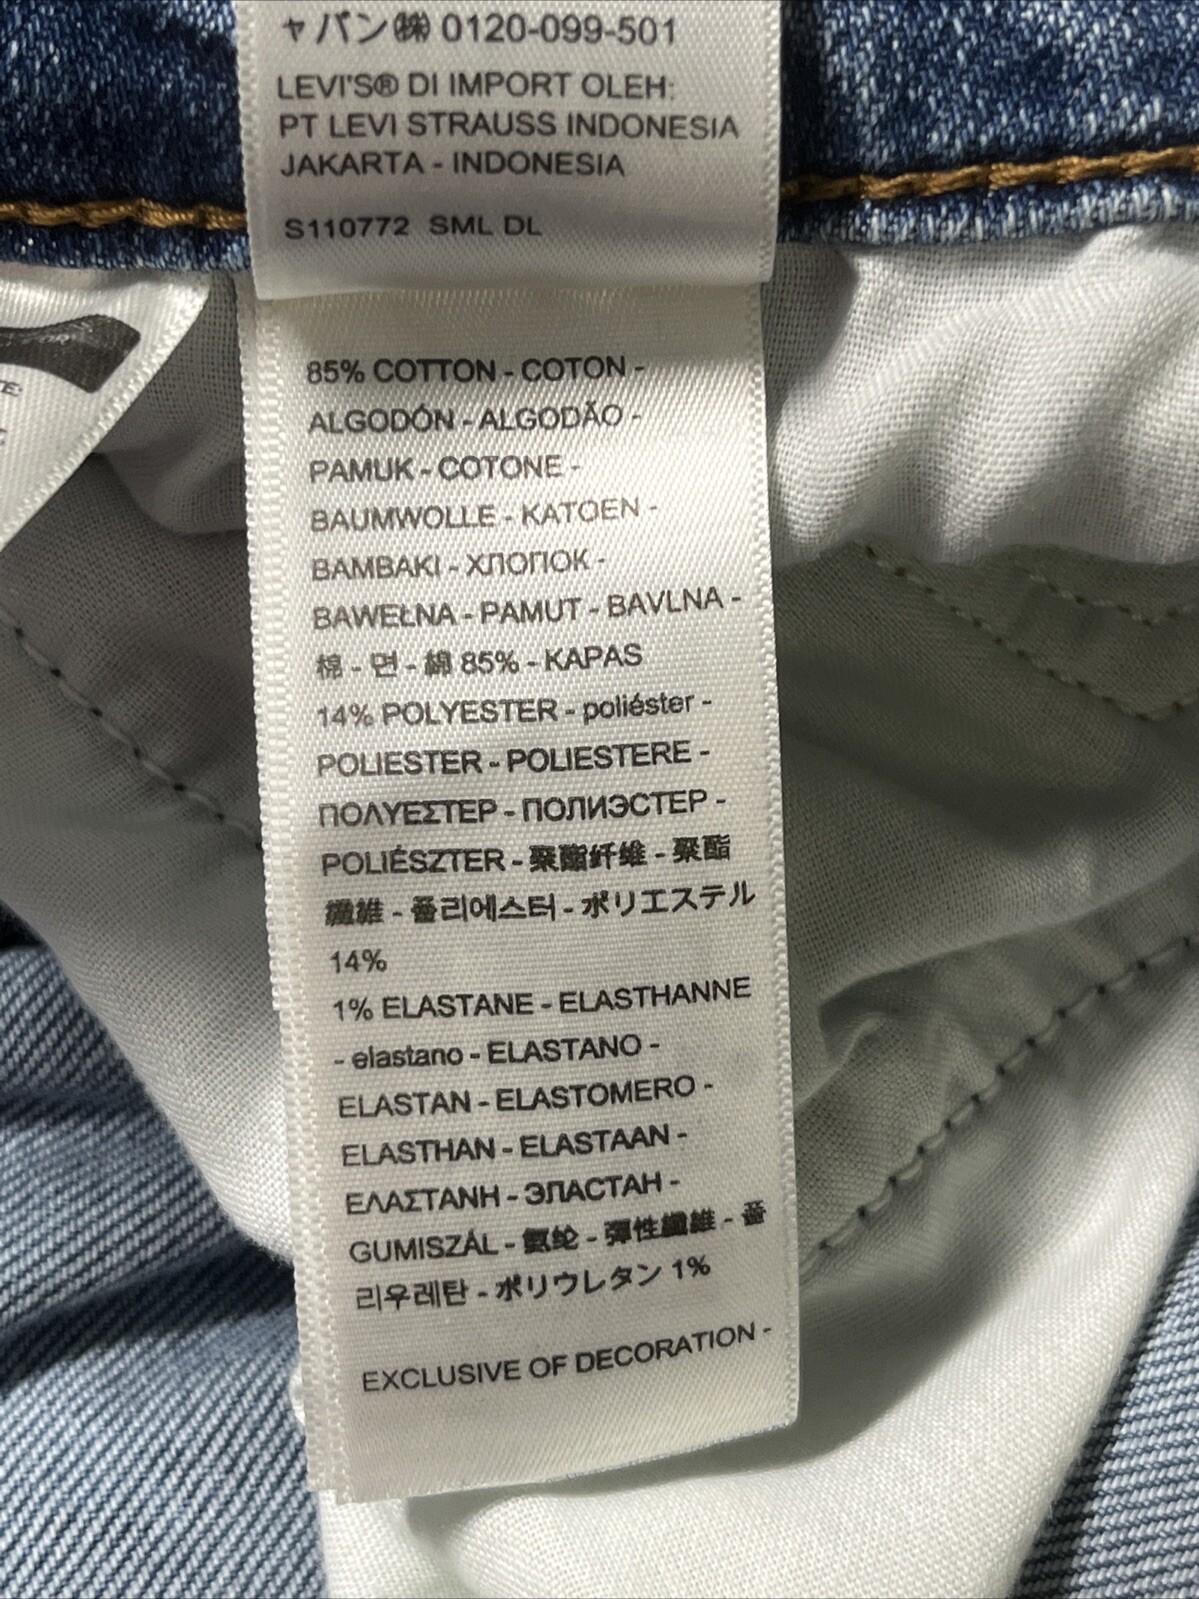 ャパン㈱ 0120-099-501
LEVI'S® DI IMPORT OLEH:
PT LEVI STRAUSS INDONESIA
JAKARTA - INDONESIA
S110772 SML DL
85% COTTON - COTON -
ALGODÓN - ALGODÃO -
PAMUK - COTONE -
BAUMWOLLE - KATOEN -
BAMBAKI - ХЛОПОК -
BAWEŁNA - PAMUT - BAVLNA -
棉 - 면 - 綿 85% - KAPAS
14% POLYESTER - poliéster -
POLIESTER - POLIESTERE -
ΠΟΛΥΕΣΤΕΡ - ПОЛИЭСТЕР -
POLIÉSZTER - 聚酯纤维 - 聚酯
纖維 - 폴리에스터 - ポリエステル
14%
1% ELASTANE - ELASTHANNE
- elastano - ELASTANO -
ELASTAN - ELASTOMERO -
ELASTHAN - ELASTAAN -
ΕΛΑΣΤΑΝΗ - ЭЛАСТАН -
GUMISZÁL - 氨纶 - 彈性纖維 - 폴
리우레탄 - ポリウレタン 1%
EXCLUSIVE OF DECORATION -